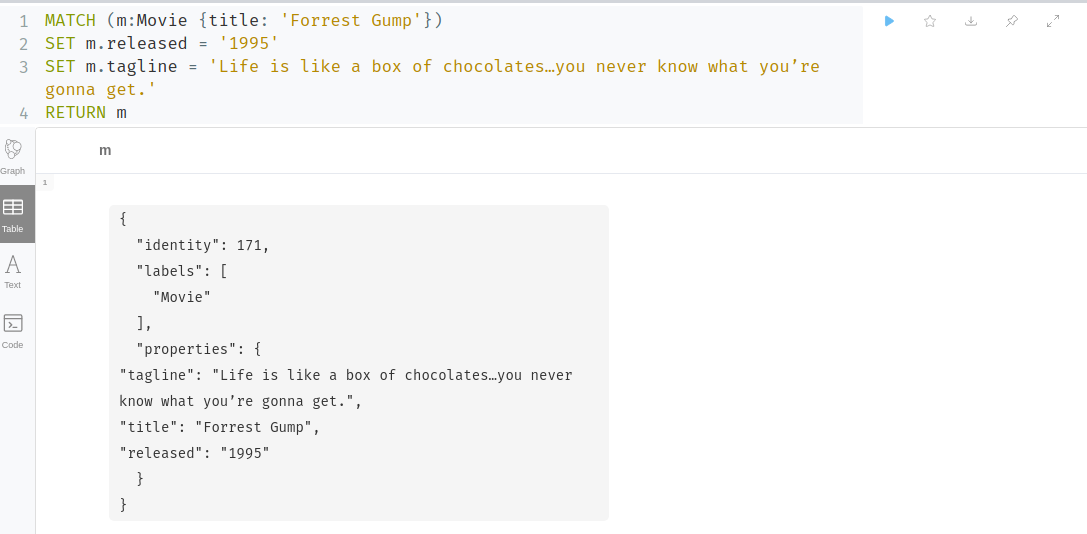 1 MATCH (m:Movie {title: 'Forrest Gump'})
2 SET m.released = '1995'
3 SET m.tagline = 'Life is like a box of chocolates…you never know what you’re
gonna get.'
4 RETURN m
m
Graph
1
Table
Text
Code
{
  "identity": 171,
  "labels": [
    "Movie"
  ],
  "properties": {
"tagline": "Life is like a box of chocolates…you never
know what you’re gonna get.",
"title": "Forrest Gump",
"released": "1995"
  }
}